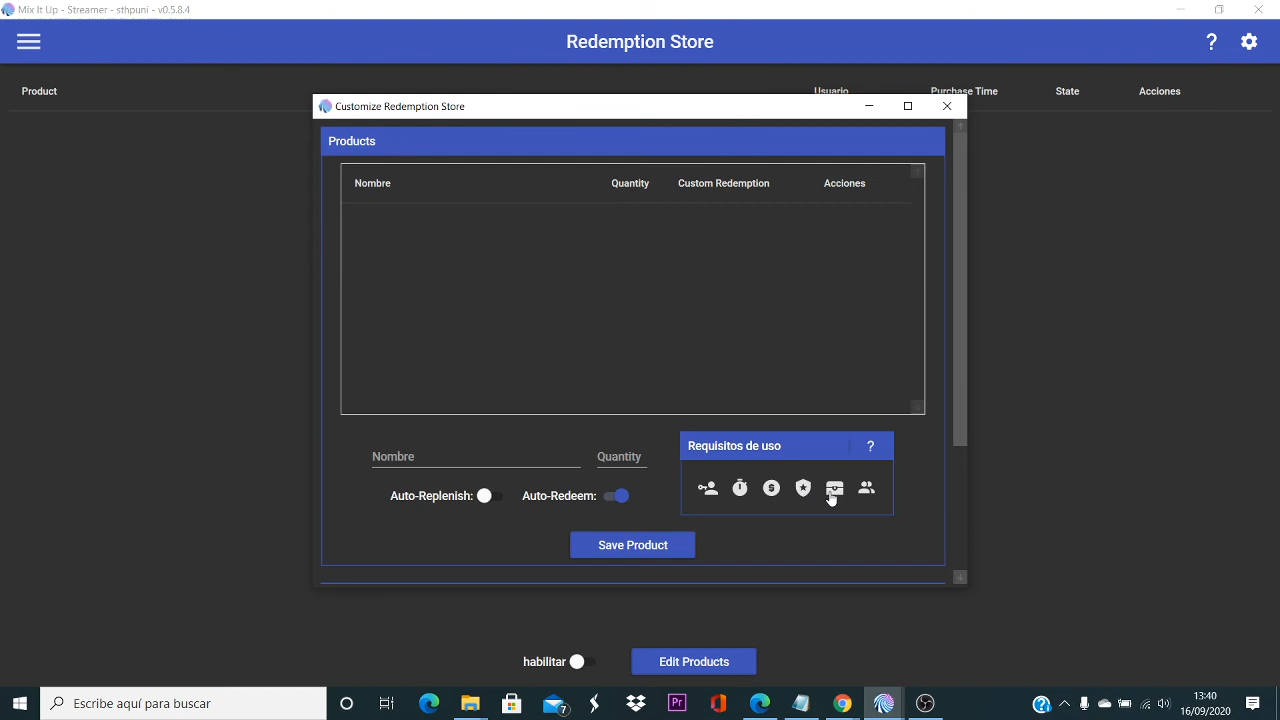 Mix It Up - Streamer - sthpuni - v0.5.8.4
Redemption Store
?
Product Usuario Purchase Time State Acciones
Customize Redemption Store
Products
Nombre Quantity Custom Redemption Acciones
Nombre Quantity
Requisitos de uso ?
Auto-Replenish: Auto-Redeem:
Save Product
habilitar Edit Products
Escribe aquí para buscar
7
Pr
13:40
16/09/2020